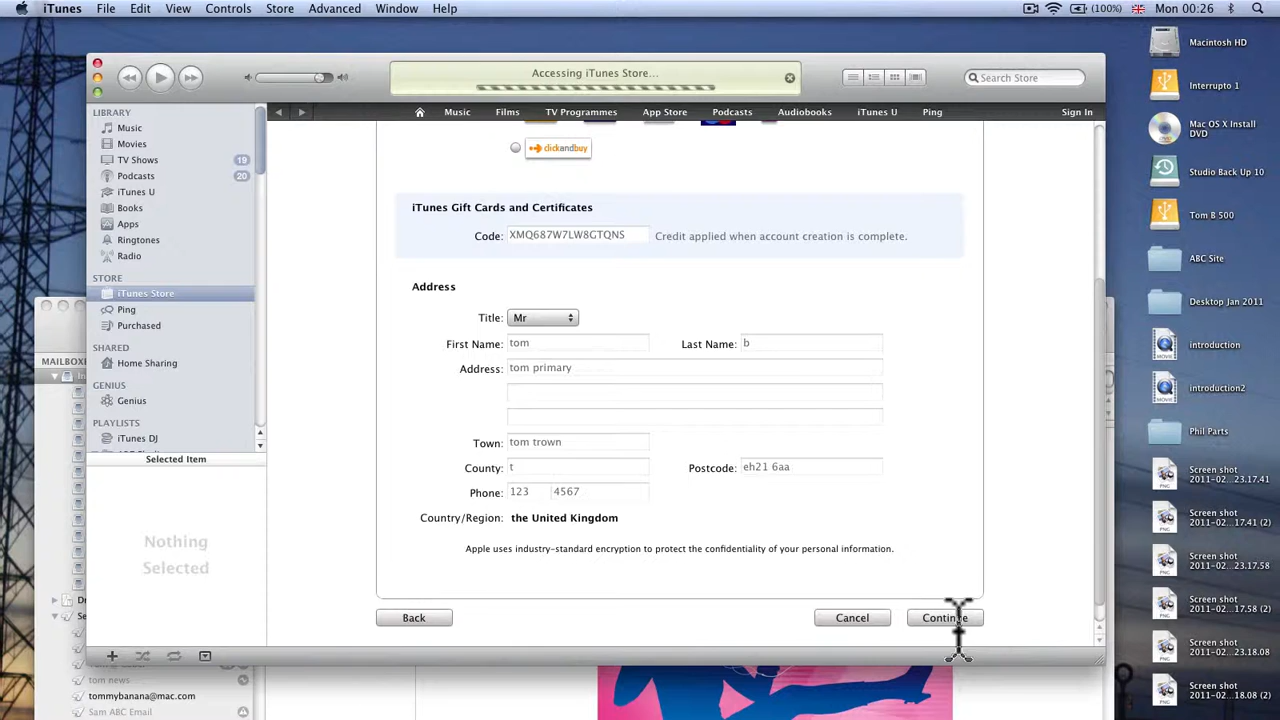 iTunes File Edit View Controls Store Advanced Window Help
(100%) Mon 00:26
Accessing iTunes Store...
Search Store
LIBRARY
Music
Movies
TV Shows 19
Podcasts 20
iTunes U
Books
Apps
Ringtones
Radio
STORE
iTunes Store
Ping
Purchased
SHARED
Home Sharing
GENIUS
Genius
PLAYLISTS
iTunes DJ
Selected Item
Nothing
Selected
Music Films TV Programmes App Store Podcasts Audiobooks iTunes U Ping Sign In
clickandbuy
iTunes Gift Cards and Certificates
Code: XMQ687W7LW8GTQNS Credit applied when account creation is complete.
Address
Title: Mr
First Name: tom Last Name: b
Address: tom primary
Town: tom trown
County: t Postcode: eh21 6aa
Phone: 123 4567
Country/Region: the United Kingdom
Apple uses industry-standard encryption to protect the confidentiality of your personal information.
Back Cancel Continue
MAILBOX
tom news
tommybanana@mac.com
Sam ABC Email
Macintosh HD
Interrupto 1
Mac OS X Install
DVD
Studio Back Up 10
Tom B 500
ABC Site
Desktop Jan 2011
introduction
introduction2
Phil Parts
Screen shot
2011-02...23.17.41
Screen shot
2011-02...17.41 (2)
Screen shot
2011-02...23.17.58
Screen shot
2011-02...17.58 (2)
Screen shot
2011-02...23.18.08
Screen shot
2011-02...18.08 (2)